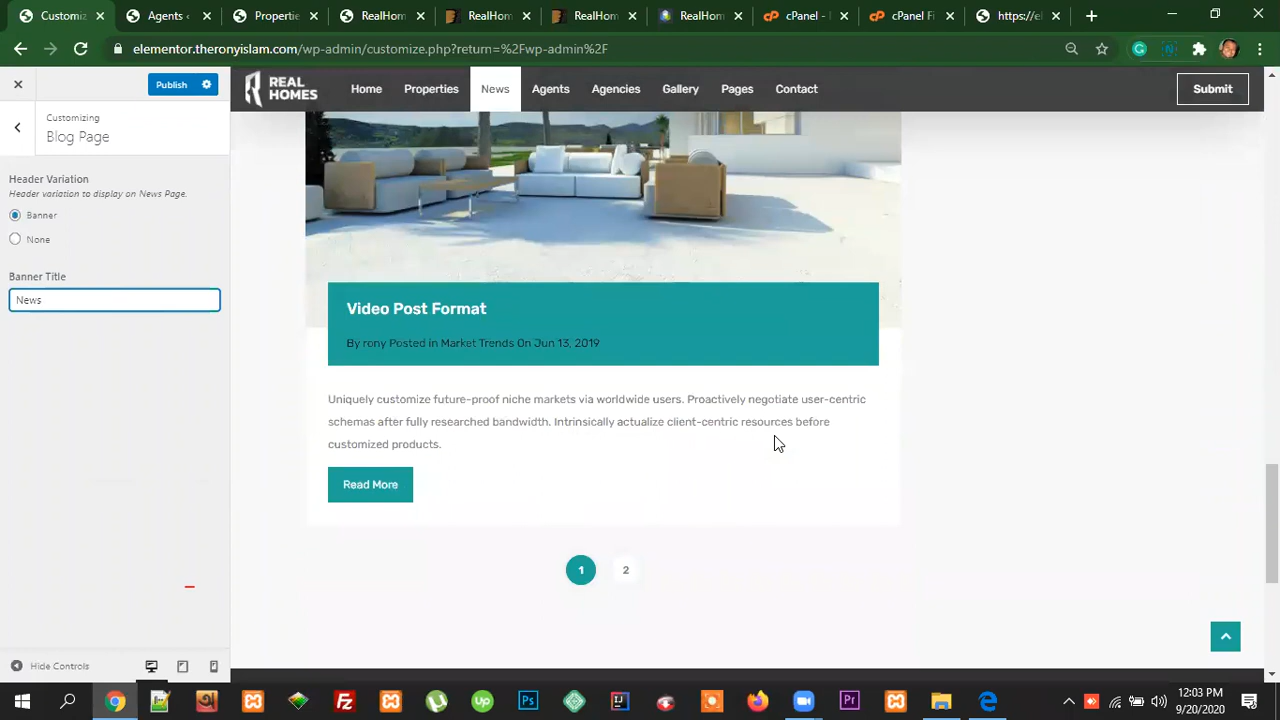 Customiz
Agents <
Propertie
RealHom
RealHom
RealHom
RealHom
cPanel -
cPanel Fi
https://el
elementor.theronyislam.com/wp-admin/customize.php?return=%2Fwp-admin%2F
Publish
REAL HOMES
Home
Properties
News
Agents
Agencies
Gallery
Pages
Contact
Submit
Customizing
Blog Page
Header Variation
Header variation to display on News Page.
Banner
None
Banner Title
News
Video Post Format
By rony Posted in Market Trends On Jun 13, 2019
Uniquely customize future-proof niche markets via worldwide users. Proactively negotiate user-centric
schemas after fully researched bandwidth. Intrinsically actualize client-centric resources before
customized products.
Read More
1
2
Hide Controls
12:03 PM
9/20/2020